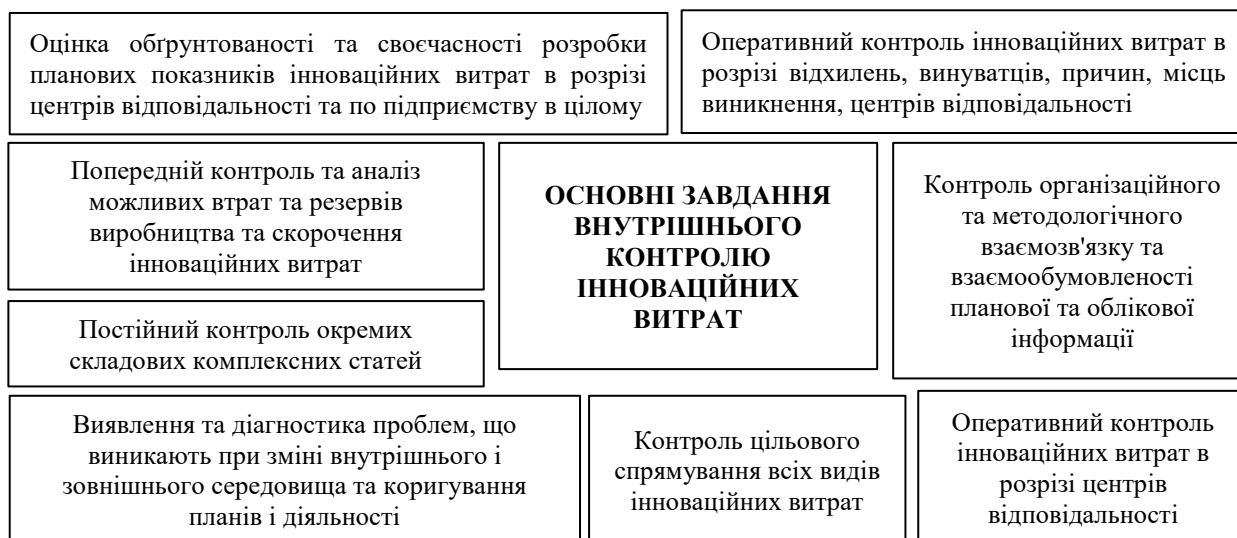 Оцінка обґрунтованості та своєчасності розробки
планових показників інноваційних витрат в розрізі
центрів відповідальності та по підприємству в цілому
Оперативний контроль інноваційних витрат в
розрізі відхилень, винуватців, причин, місць
виникнення, центрів відповідальності
Попередній контроль та аналіз
можливих втрат та резервів
виробництва та скорочення
інноваційних витрат
ОСНОВНІ ЗАВДАННЯ
ВНУТРІШНЬОГО
КОНТРОЛЮ
ІННОВАЦІЙНИХ
ВИТРАТ
Контроль організаційного
та методологічного
взаємозв'язку та
взаємообумовленості
планової та облікової
інформації
Постійний контроль окремих
складових комплексних статей
Виявлення та діагностика проблем, що
виникають при зміні внутрішнього і
зовнішнього середовища та коригування
планів і діяльності
Контроль цільового
спрямування всіх видів
інноваційних витрат
Оперативний контроль
інноваційних витрат в
розрізі центрів
відповідальності